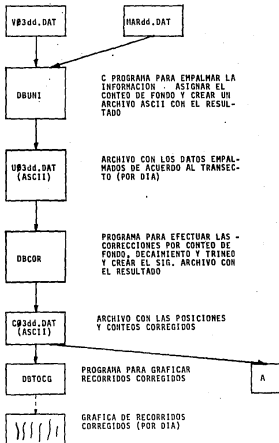 VØ3dd.DAT
MARdd.DAT
DBUNI
C PROGRAMA PARA EMPALMAR LA
INFORMACION . ASIGNAR EL
CONTEO DE FONDO Y CREAR UN
ARCHIVO ASCII CON EL RESUL-
TADO
UØ3dd.DAT
(ASCII)
ARCHIVO CON LOS DATOS EMPAL-
MADOS DE ACUERDO AL TRANSEC-
TO (POR DIA)
DBCOR
PROGRAMA PARA EFECTUAR LAS -
CORRECCIONES POR CONTEO DE
FONDO, DECAIMIENTO Y TRINEO
Y CREAR EL SIG. ARCHIVO CON
EL RESULTADO
CØ3dd.DAT
(ASCII)
ARCHIVO CON LAS POSICIONES
Y CONTEOS CORREGIDOS
DBTOCG
PROGRAMA PARA GRAFICAR
RECORRIDOS CORREGIDOS
A
GRAFICA DE RECORRIDOS
CORREGIDOS (POR DIA)